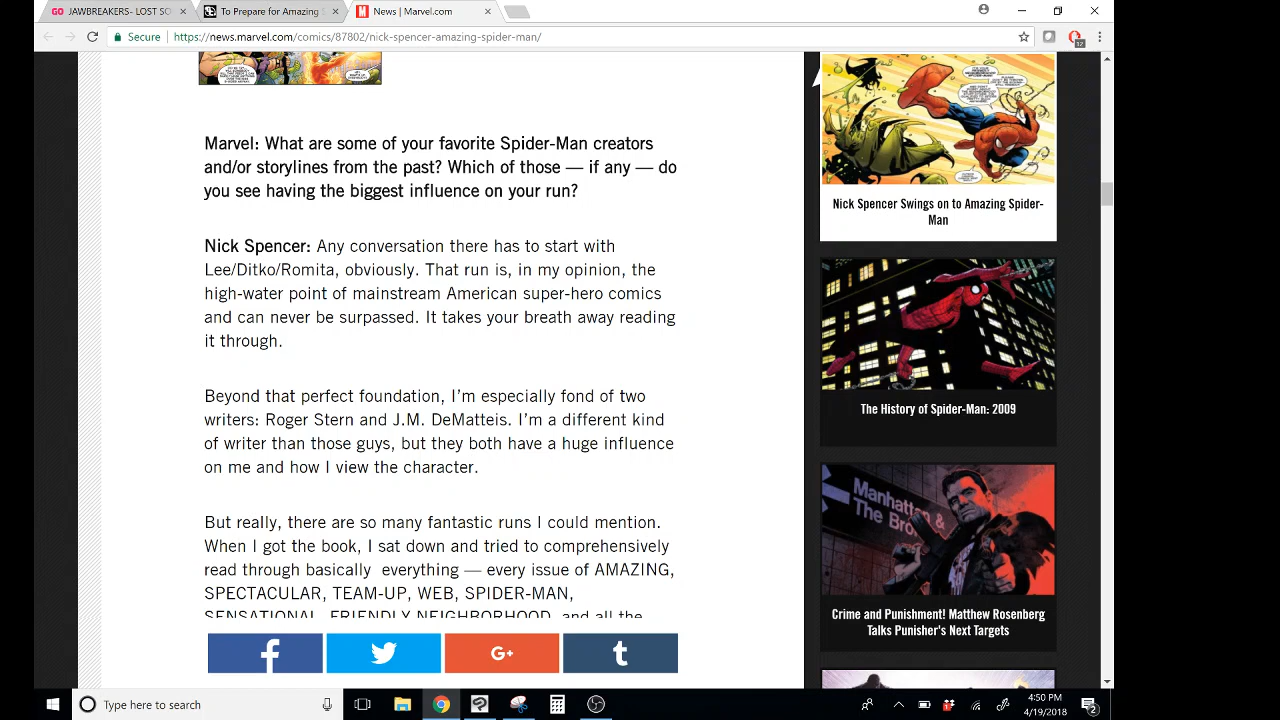 GO JAWBREAKERS- LOST SO
To Prepare for Amazing S
News | Marvel.com
Secure
https://news.marvel.com/comics/87802/nick-spencer-amazing-spider-man/
12
Marvel: What are some of your favorite Spider-Man creators
and/or storylines from the past? Which of those — if any — do
you see having the biggest influence on your run?
Nick Spencer: Any conversation there has to start with
Lee/Ditko/Romita, obviously. That run is, in my opinion, the
high-water point of mainstream American super-hero comics
and can never be surpassed. It takes your breath away reading
it through.
Beyond that perfect foundation, I'm especially fond of two
writers: Roger Stern and J.M. DeMatteis. I'm a different kind
of writer than those guys, but they both have a huge influence
on me and how I view the character.
But really, there are so many fantastic runs I could mention.
When I got the book, I sat down and tried to comprehensively
read through basically  everything — every issue of AMAZING,
SPECTACULAR, TEAM-UP, WEB, SPIDER-MAN,
SENSATIONAL, FRIENDLY NEIGHBORHOOD, and all the
f
G+
t
Nick Spencer Swings on to Amazing Spider-
Man
The History of Spider-Man: 2009
Manhattan &
The Bro
Crime and Punishment! Matthew Rosenberg
Talks Punisher's Next Targets
Type here to search
4:50 PM
4/19/2018
2